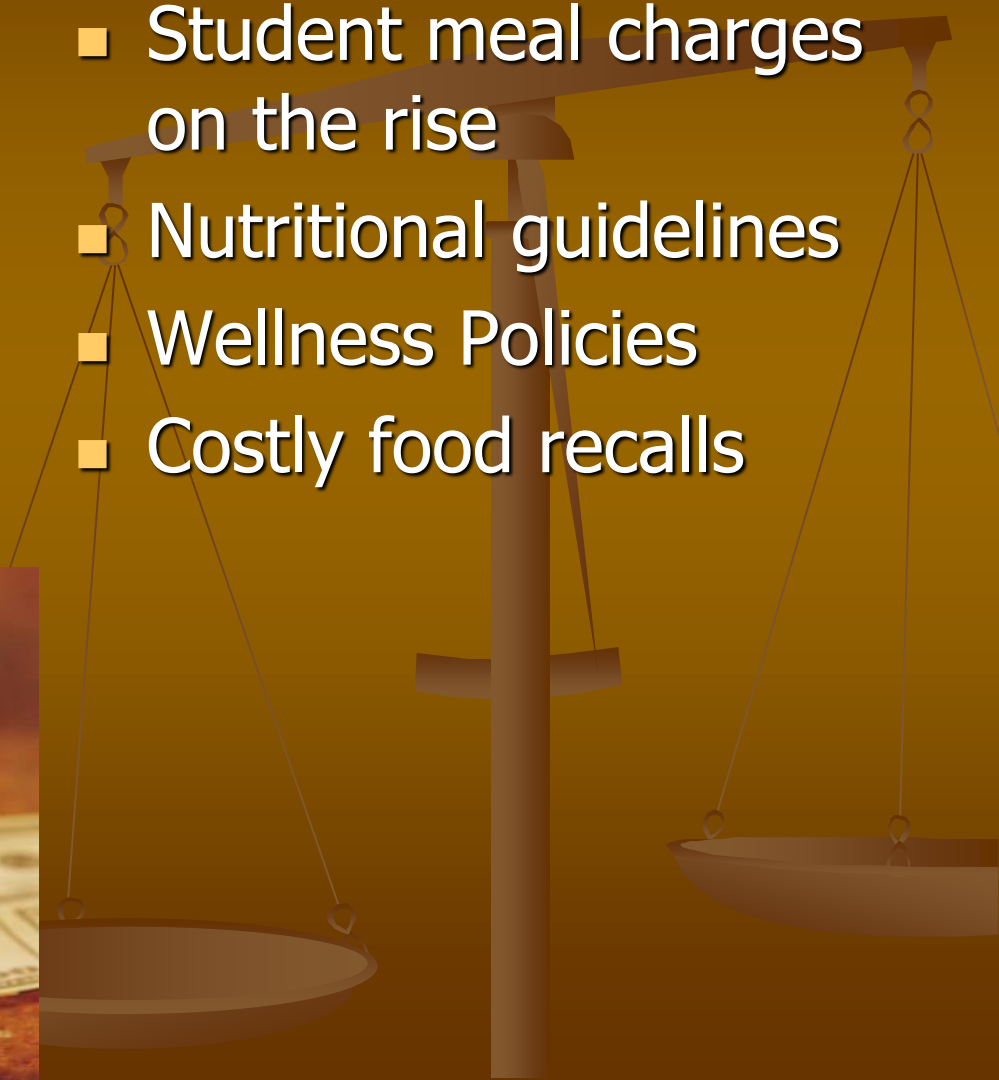 Student meal charges
on the rise
Nutritional guidelines
Wellness Policies
Costly food recalls